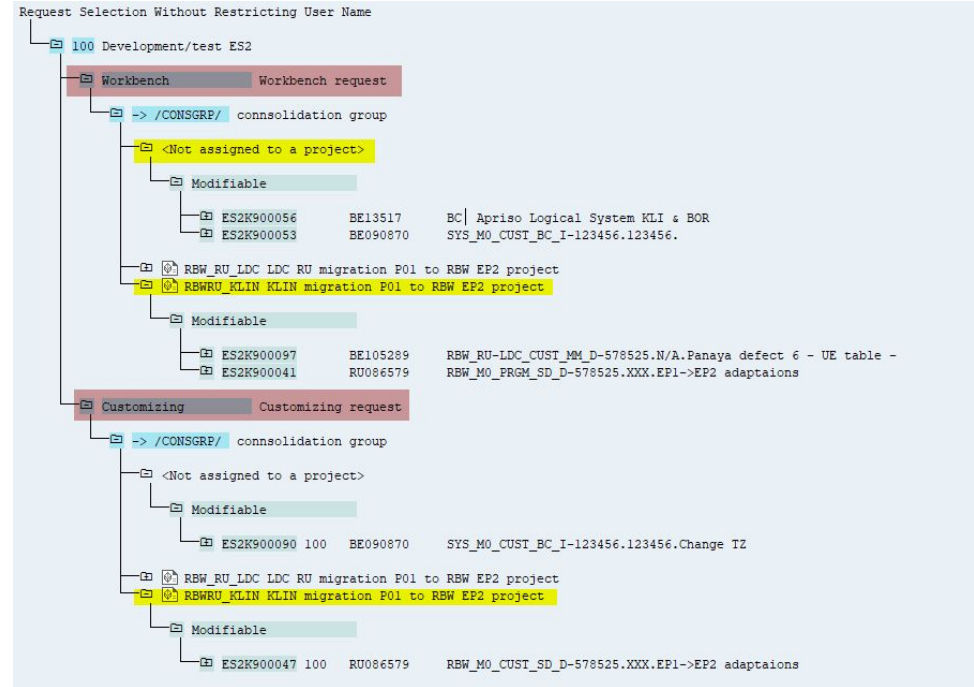 Request Selection Without Restricting User Name
100 Development/test ES2
Workbench Workbench request
-> /CONSGRP/ connsolidation group
<Not assigned to a project>
Modifiable
ES2K900056 BE13517 BC| Apriso Logical System KLI & BOR
ES2K900053 BE090870 SYS_M0_CUST_BC_I-123456.123456.
RBW_RU_LDC LDC RU migration P01 to RBW EP2 project
RBWRU_KLIN KLIN migration P01 to RBW EP2 project
Modifiable
ES2K900097 BE105289 RBW_RU-LDC_CUST_MM_D-578525.N/A.Panaya defect 6 - UE table -
ES2K900041 RU086579 RBW_M0_PRGM_SD_D-578525.XXX.EP1->EP2 adaptaions
Customizing Customizing request
-> /CONSGRP/ connsolidation group
<Not assigned to a project>
Modifiable
ES2K900090 100 BE090870 SYS_M0_CUST_BC_I-123456.123456.Change TZ
RBW_RU_LDC LDC RU migration P01 to RBW EP2 project
RBWRU_KLIN KLIN migration P01 to RBW EP2 project
Modifiable
ES2K900047 100 RU086579 RBW_M0_CUST_SD_D-578525.XXX.EP1->EP2 adaptaions